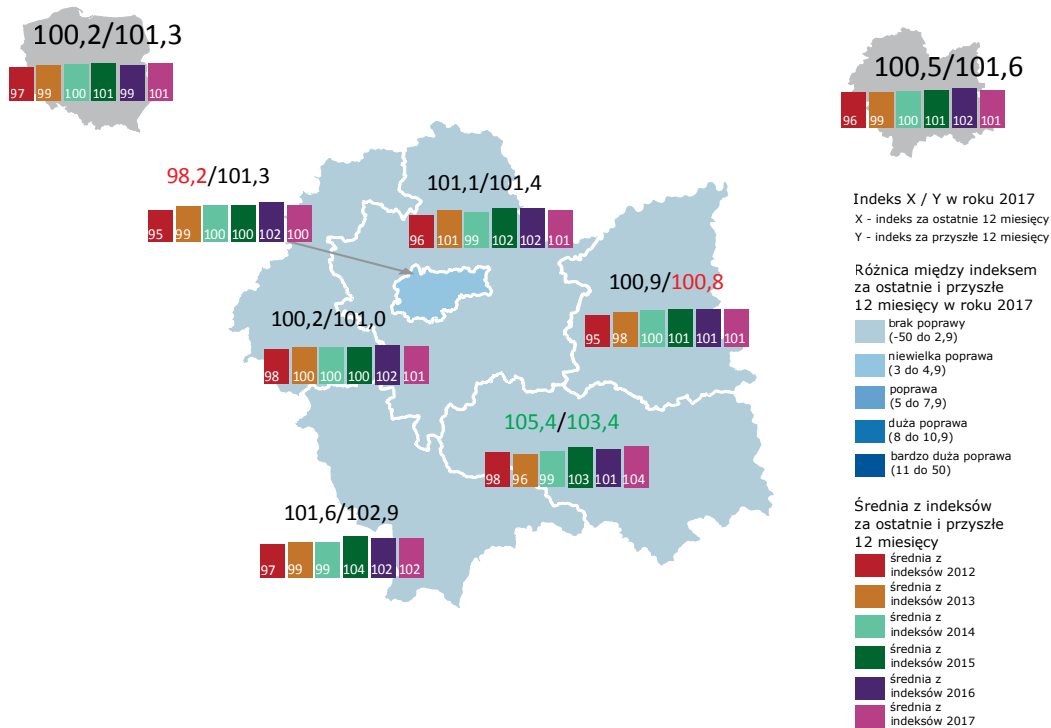 100,2/101,3
97 99 100 101 99 101
100,5/101,6
96 99 100 101 102 101
98,2/101,3
95 99 100 100 102 100
101,1/101,4
96 101 99 102 102 101
100,9/100,8
95 98 100 101 101 101
100,2/101,0
98 100 100 100 102 101
105,4/103,4
98 96 99 103 101 104
101,6/102,9
97 99 99 104 102 102
Indeks X / Y w roku 2017
X - indeks za ostatnie 12 miesięcy
Y - indeks za przyszłe 12 miesięcy
Różnica między indeksem
za ostatnie i przyszłe
12 miesięcy w roku 2017
brak poprawy
(-50 do 2,9)
niewielka poprawa
(3 do 4,9)
poprawa
(5 do 7,9)
duża poprawa
(8 do 10,9)
bardzo duża poprawa
(11 do 50)
Średnia z indeksów
za ostatnie i przyszłe
12 miesięcy
średnia z
indeksów 2012
średnia z
indeksów 2013
średnia z
indeksów 2014
średnia z
indeksów 2015
średnia z
indeksów 2016
średnia z
indeksów 2017